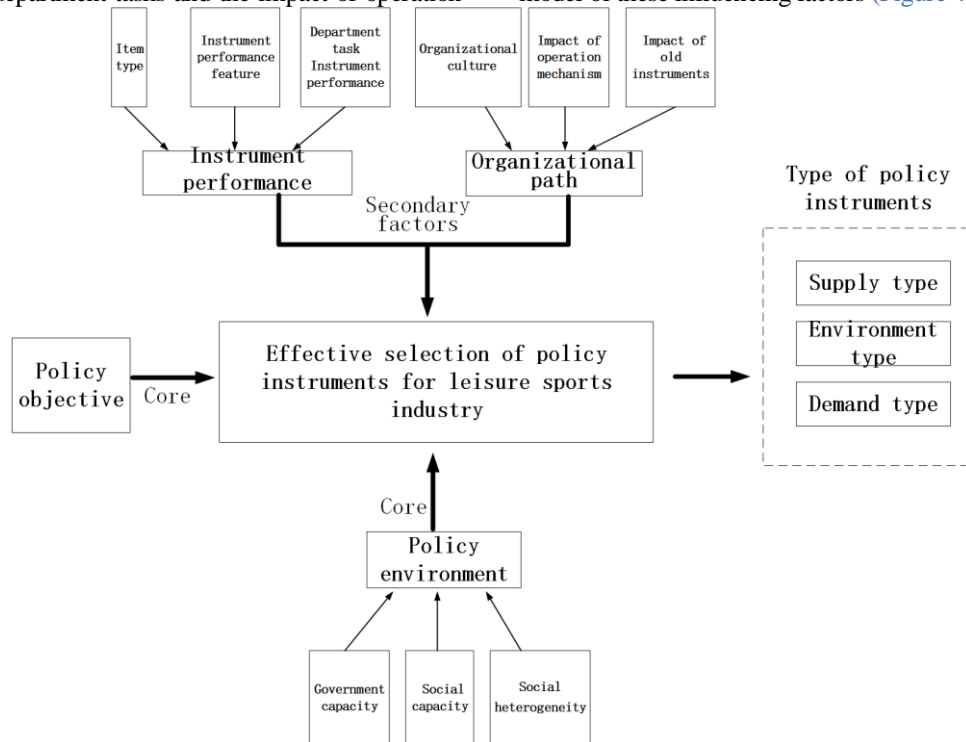 department tasks and the impact of operation
model of these influencing factors (Figure
Item
type
Instrument
performance
feature
Department
task
Instrument
performance
Organizational
culture
Impact of
operation
mechanism
Impact of
old
instruments
Instrument
performance
Organizational
path
Secondary
factors
Type of policy
instruments
Supply type
Environment
type
Demand type
Policy
objective
Core
Effective selection of policy
instruments for leisure sports
industry
Core
Policy
environment
Government
capacity
Social
capacity
Social
heterogeneity